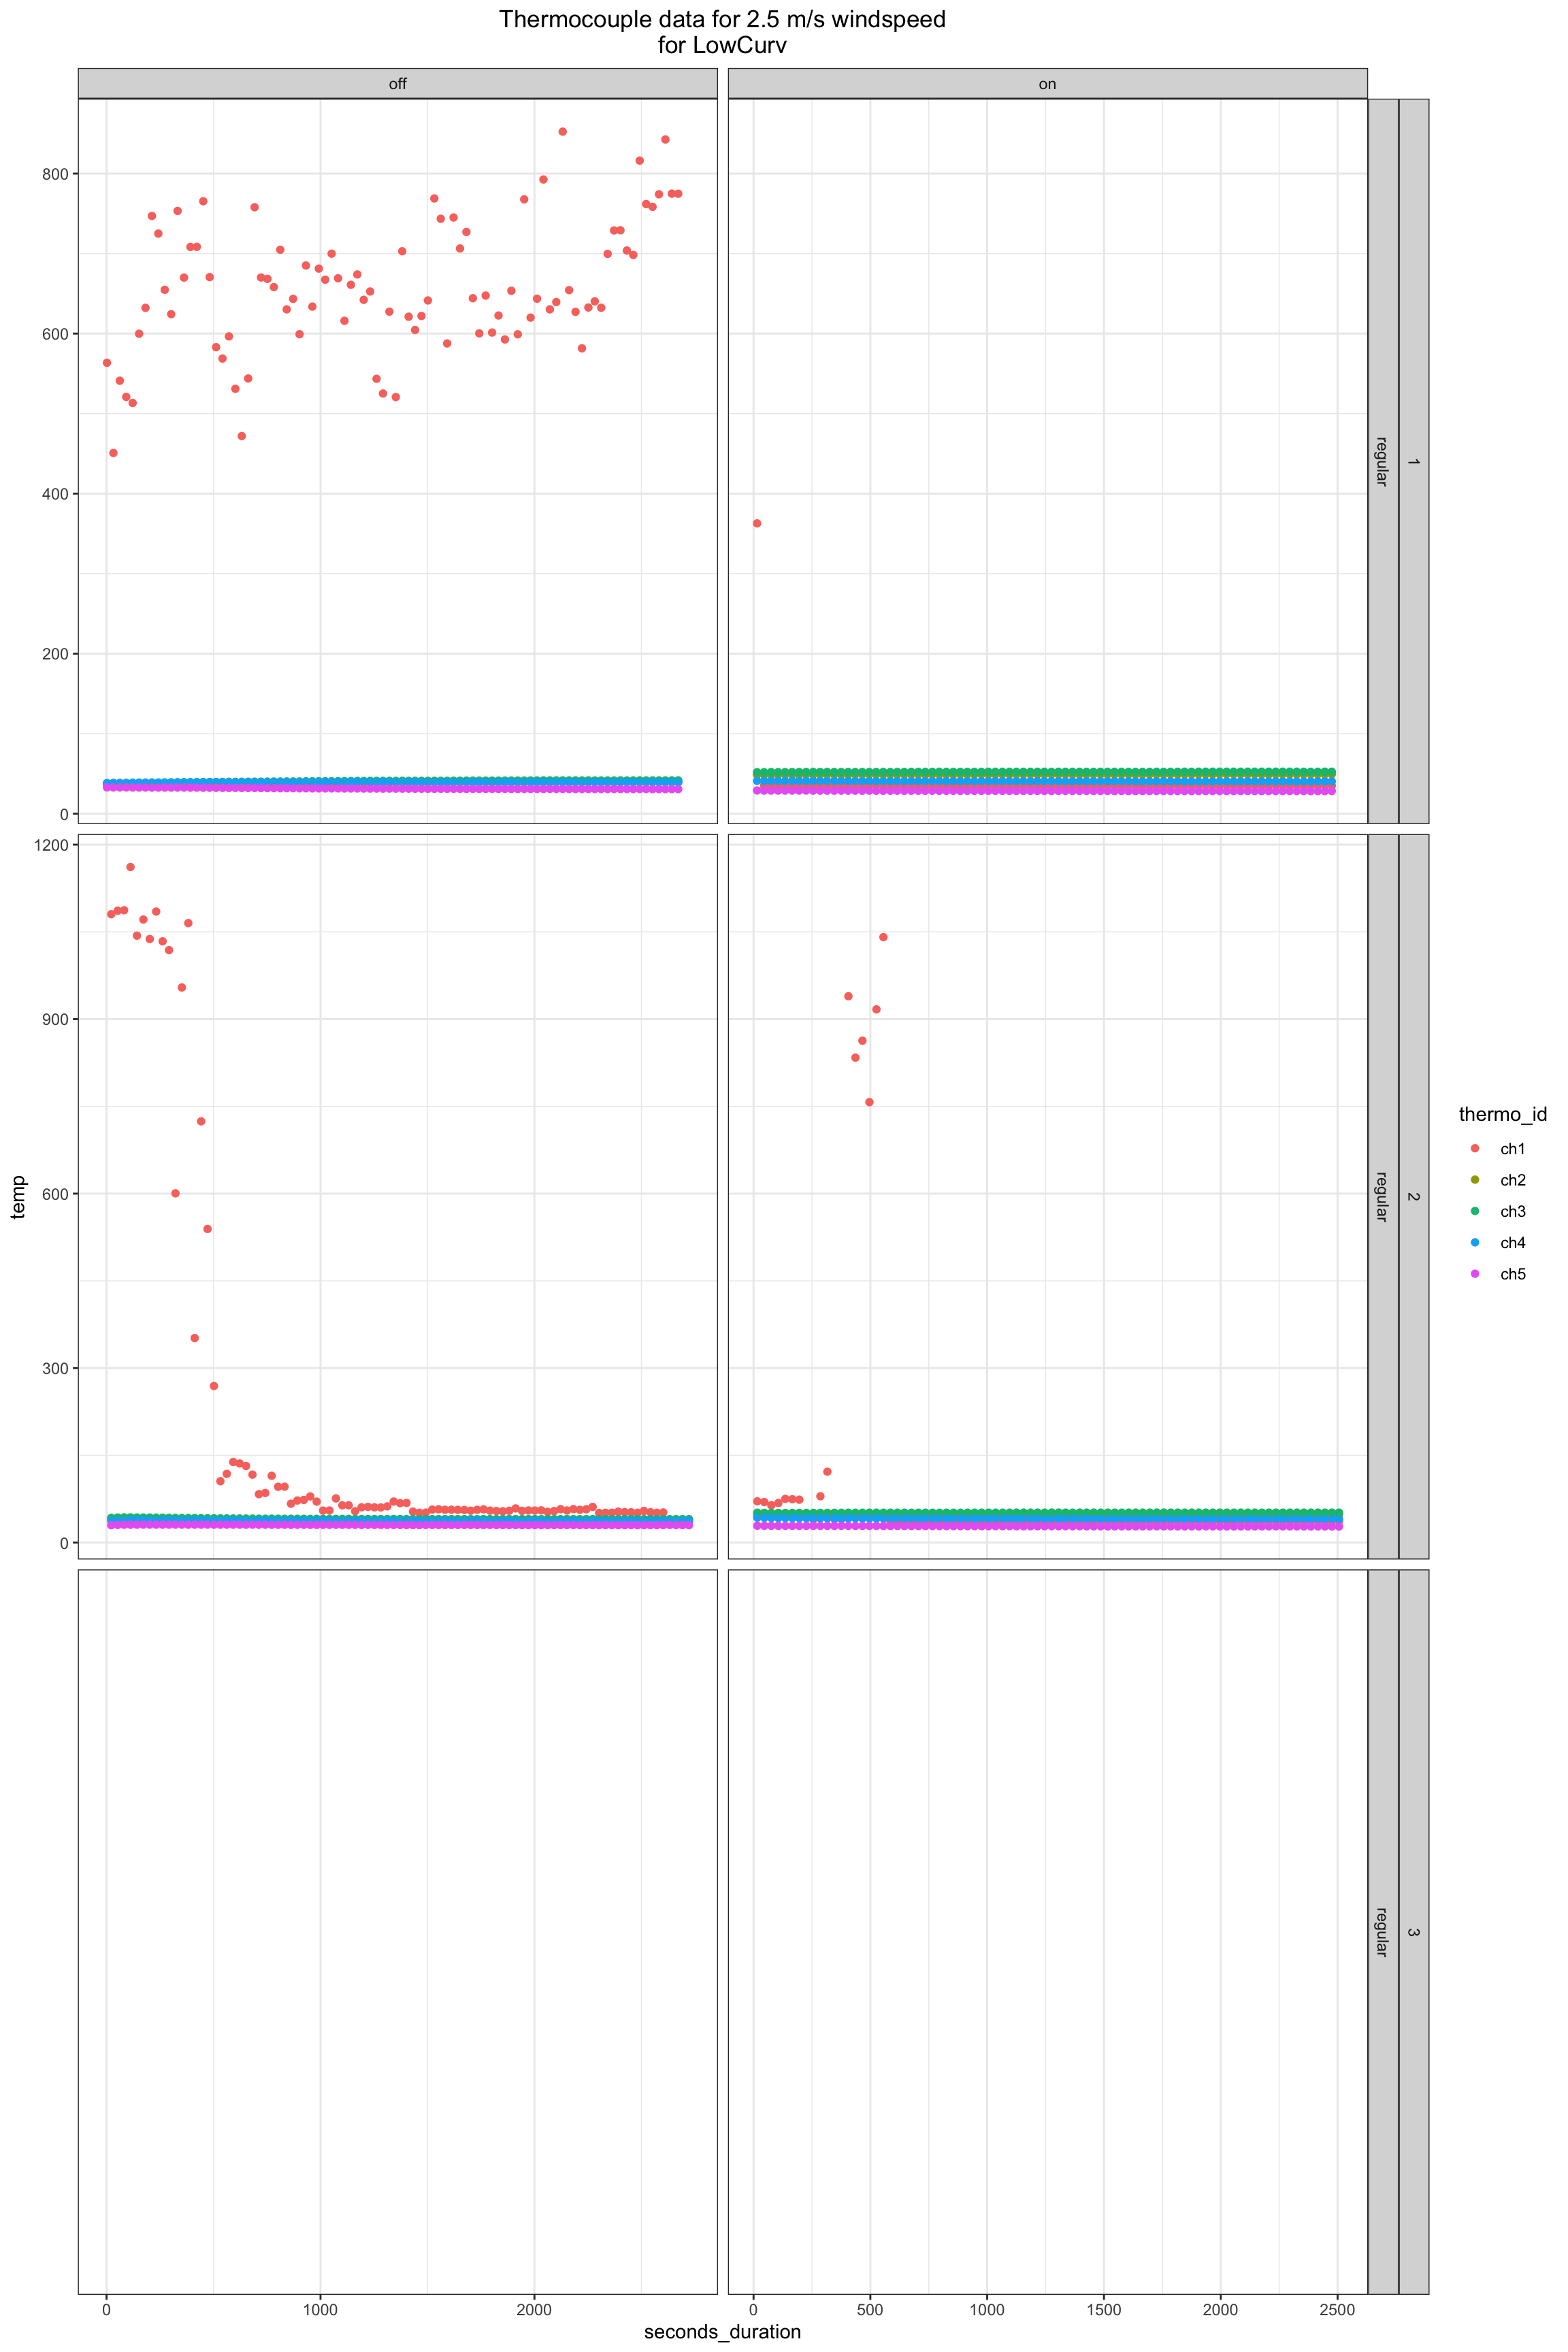 Thermocouple data for 2.5 m/s windspeed
for LowCurv
off
on
800
600
400
200
0
regular
1
1200
900
600
300
0
regular
2
temp
thermo_id
ch1
ch2
ch3
ch4
ch5
regular
3
0
1000
2000
0
500
1000
1500
2000
2500
seconds_duration